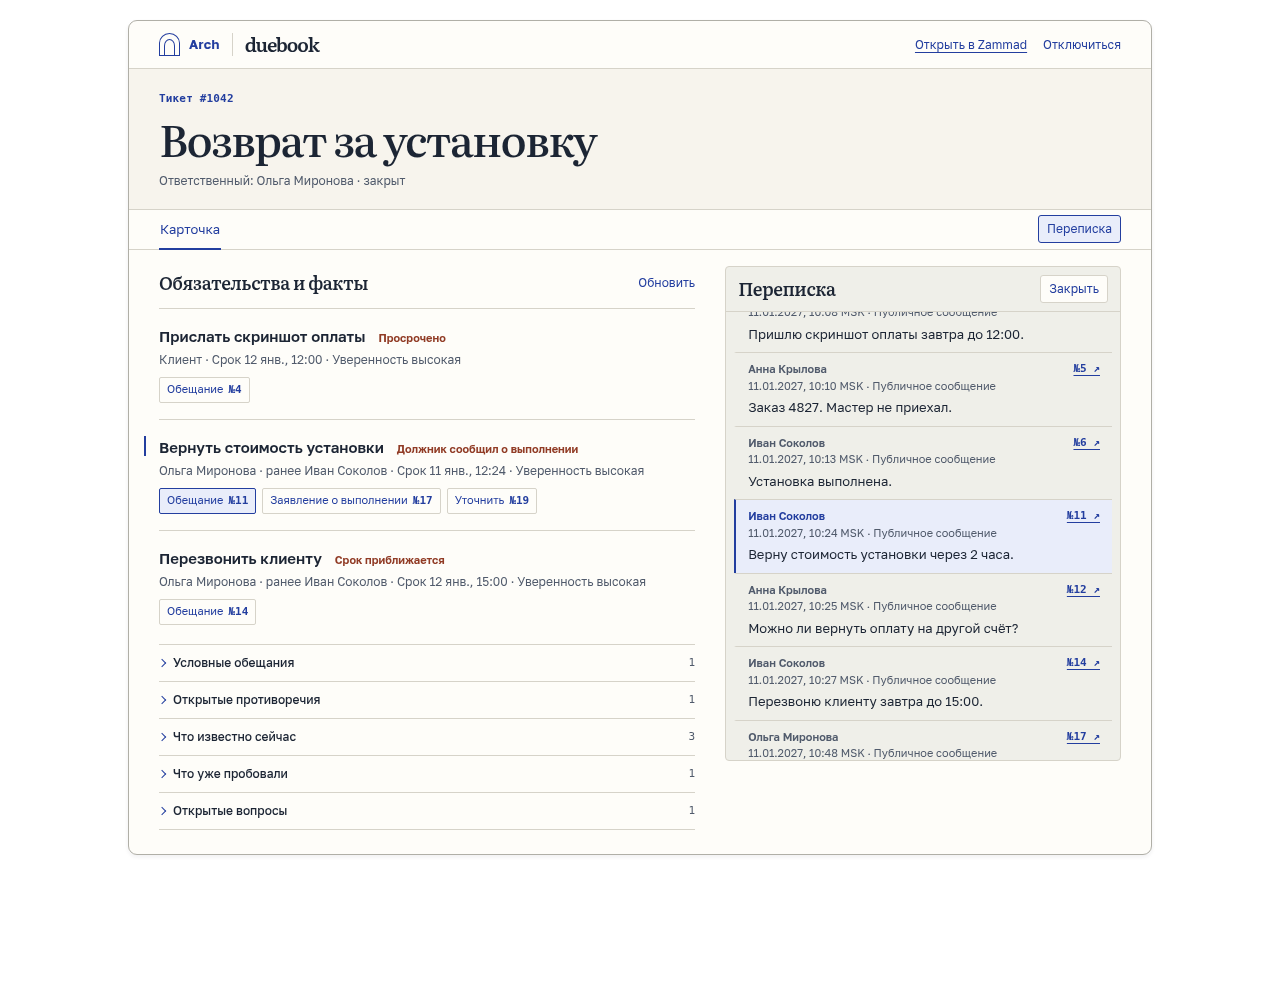 Arch
duebook
Открыть в Zammad
Отключиться
Тикет #1042
Возврат за установку
Ответственный: Ольга Миронова · закрыт
Карточка
Переписка
Обязательства и факты
Обновить
Прислать скриншот оплаты Просрочено
Клиент · Срок 12 янв., 12:00 · Уверенность высокая
Обещание №4
Вернуть стоимость установки Должник сообщил о выполнении
Ольга Миронова · ранее Иван Соколов · Срок 11 янв., 12:24 · Уверенность высокая
Обещание №11 Заявление о выполнении №17 Уточнить №19
Перезвонить клиенту Срок приближается
Ольга Миронова · ранее Иван Соколов · Срок 12 янв., 15:00 · Уверенность высокая
Обещание №14
Условные обещания 1
Открытые противоречия 1
Что известно сейчас 3
Что уже пробовали 1
Открытые вопросы 1
Переписка
Закрыть
11.01.2027, 10:08 MSK · Публичное сообщение
Пришлю скриншот оплаты завтра до 12:00.
Анна Крылова №5 ↗
11.01.2027, 10:10 MSK · Публичное сообщение
Заказ 4827. Мастер не приехал.
Иван Соколов №6 ↗
11.01.2027, 10:13 MSK · Публичное сообщение
Установка выполнена.
Иван Соколов №11 ↗
11.01.2027, 10:24 MSK · Публичное сообщение
Верну стоимость установки через 2 часа.
Анна Крылова №12 ↗
11.01.2027, 10:25 MSK · Публичное сообщение
Можно ли вернуть оплату на другой счёт?
Иван Соколов №14 ↗
11.01.2027, 10:27 MSK · Публичное сообщение
Перезвоню клиенту завтра до 15:00.
Ольга Миронова №17 ↗
11.01.2027, 10:48 MSK · Публичное сообщение